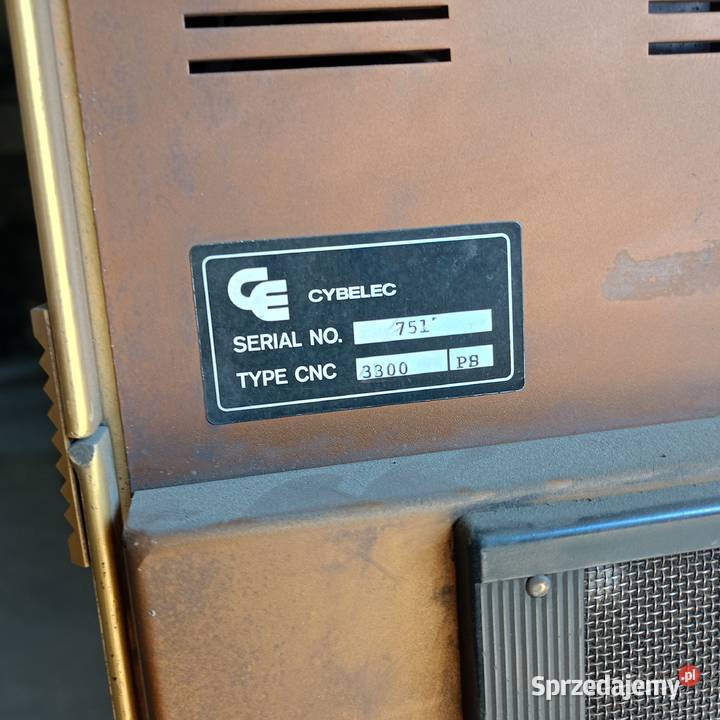 CE CYBELEC
SERIAL NO. 751
TYPE CNC 3300 PS
Sprzedajemy.pl